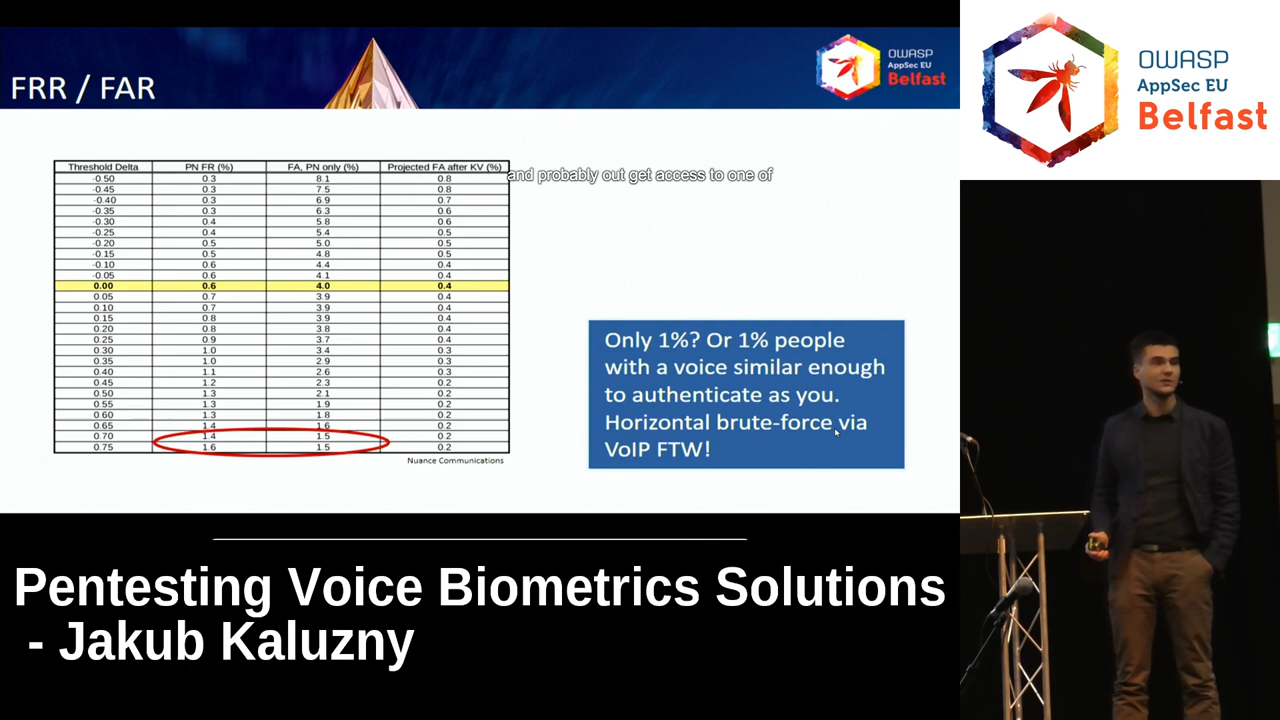 FRR / FAR
OWASP
AppSec EU
Belfast
OWASP
AppSec EU
Belfast
Threshold Delta PN FR (%) FA, PN only (%) Projected FA after KV (%)
-0.50 0.3 8.1 0.8
-0.45 0.3 7.5 0.8
-0.40 0.3 6.9 0.7
-0.35 0.3 6.3 0.6
-0.30 0.4 5.8 0.6
-0.25 0.4 5.4 0.5
-0.20 0.5 5.0 0.5
-0.15 0.5 4.8 0.5
-0.10 0.6 4.4 0.4
-0.05 0.6 4.1 0.4
0.00 0.6 4.0 0.4
0.05 0.7 3.9 0.4
0.10 0.7 3.9 0.4
0.15 0.8 3.9 0.4
0.20 0.8 3.8 0.4
0.25 0.9 3.7 0.4
0.30 1.0 3.4 0.3
0.35 1.0 2.9 0.3
0.40 1.1 2.6 0.3
0.45 1.2 2.3 0.2
0.50 1.3 2.1 0.2
0.55 1.3 1.9 0.2
0.60 1.3 1.8 0.2
0.65 1.4 1.6 0.2
0.70 1.4 1.5 0.2
0.75 1.6 1.5 0.2
Nuance Communications
and probably out get access to one of
Only 1%? Or 1% people
with a voice similar enough
to authenticate as you.
Horizontal brute-force via
VoIP FTW!
Pentesting Voice Biometrics Solutions
- Jakub Kaluzny